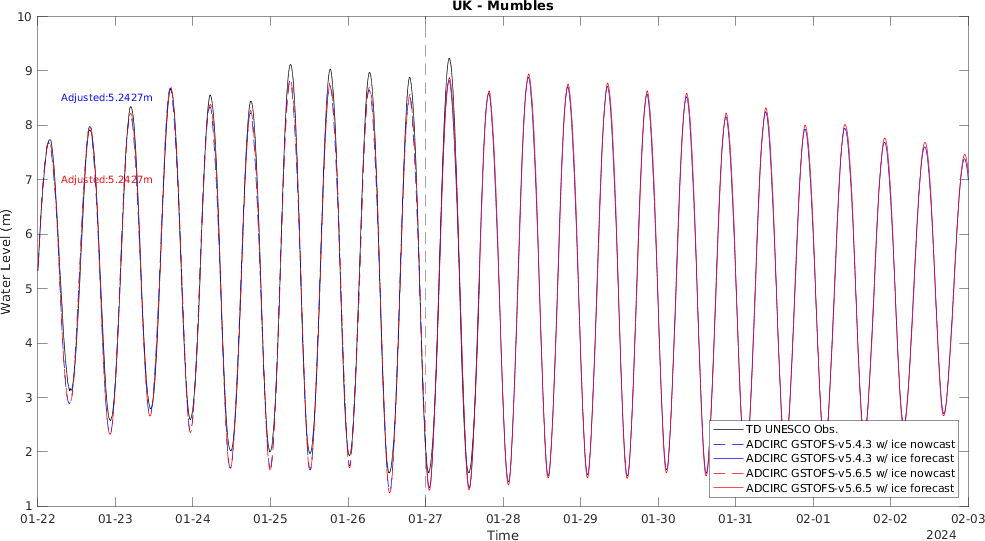 UK - Mumbles
10
9
8
7
6
5
4
3
2
1
Water Level (m)
Adjusted:5.2427m
Adjusted:5.2427m
TD UNESCO Obs.
ADCIRC GSTOFS-v5.4.3 w/ ice nowcast
ADCIRC GSTOFS-v5.4.3 w/ ice forecast
ADCIRC GSTOFS-v5.6.5 w/ ice nowcast
ADCIRC GSTOFS-v5.6.5 w/ ice forecast
01-22 01-23 01-24 01-25 01-26 01-27 01-28 01-29 01-30 01-31 02-01 02-02 02-03
Time
2024